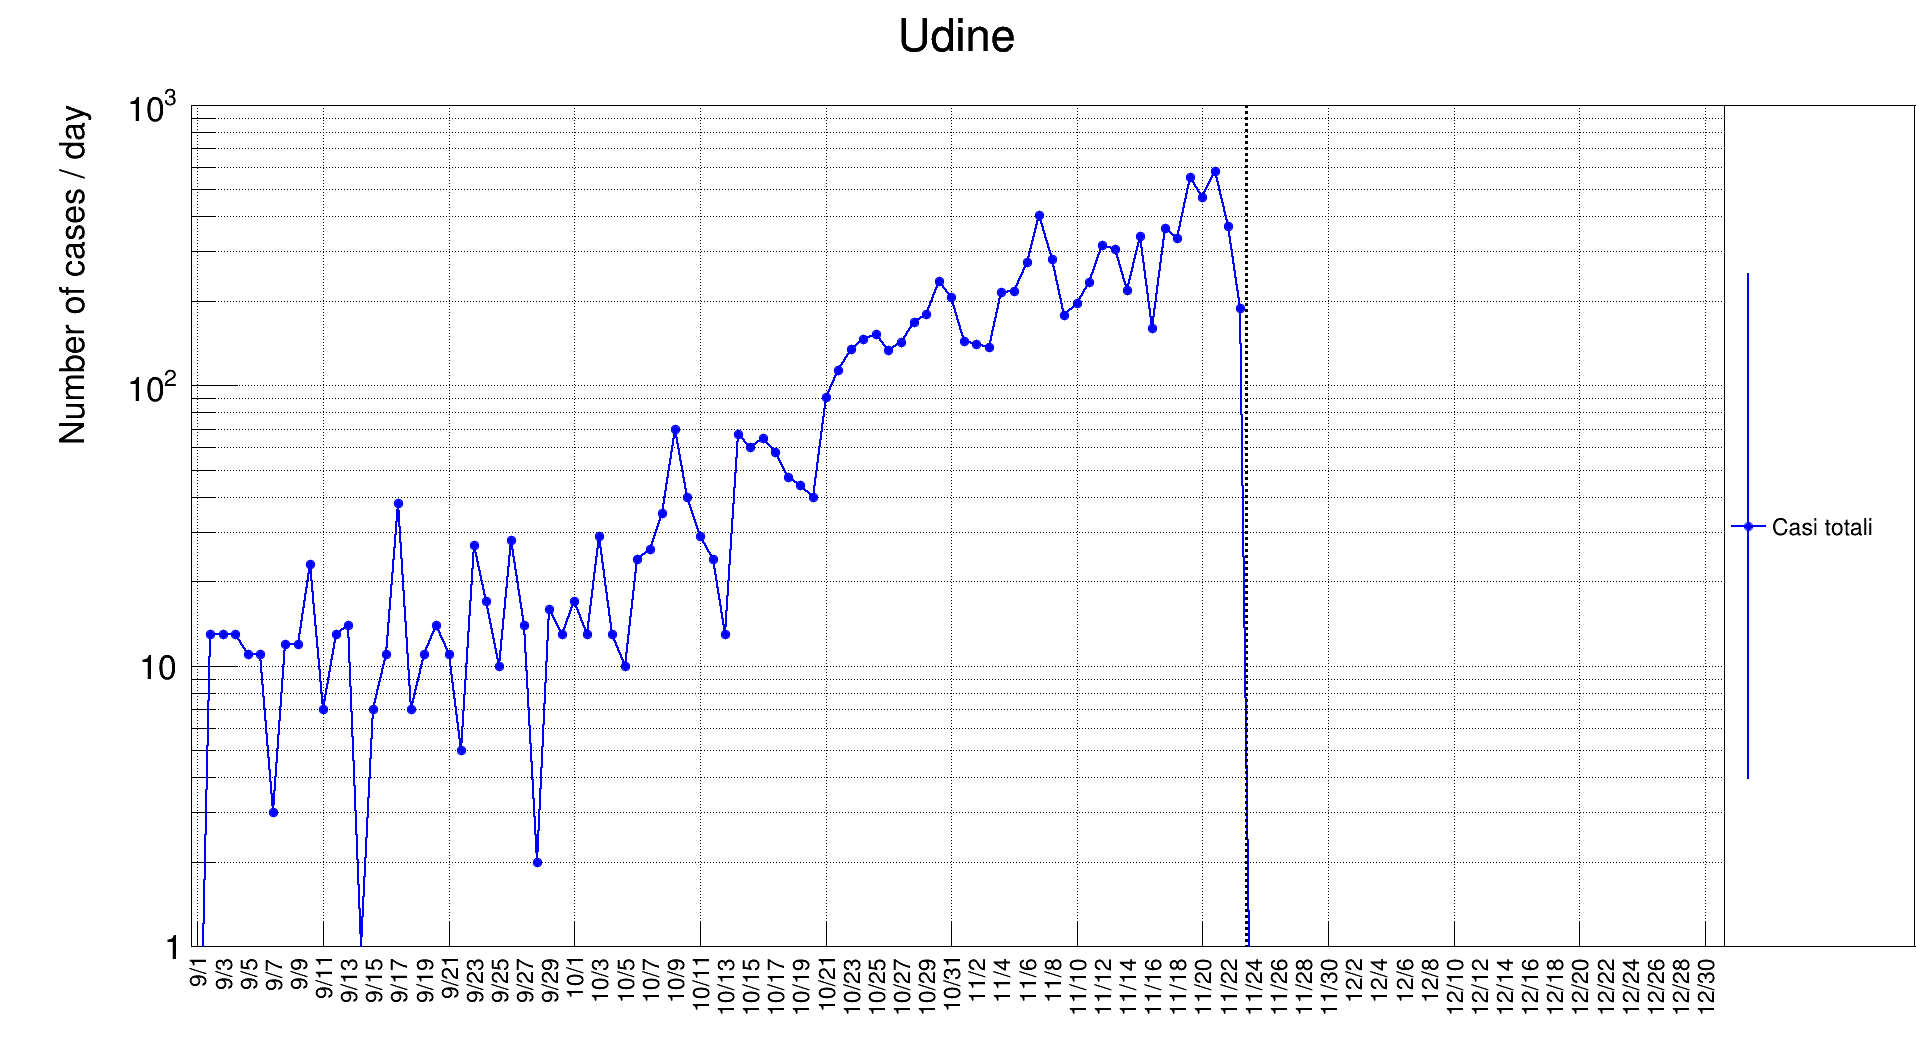 Udine
Number of cases / day
10³
10²
10
1
9/1 9/3 9/5 9/7 9/9 9/11 9/13 9/15 9/17 9/19 9/21 9/23 9/25 9/27 9/29 10/1 10/3 10/5 10/7 10/9 10/11 10/13 10/15 10/17 10/19 10/21 10/23 10/25 10/27 10/29 10/31 11/2 11/4 11/6 11/8 11/10 11/12 11/14 11/16 11/18 11/20 11/22 11/24 11/26 11/28 11/30 12/2 12/4 12/6 12/8 12/10 12/12 12/14 12/16 12/18 12/20 12/22 12/24 12/26 12/28 12/30
Casi totali